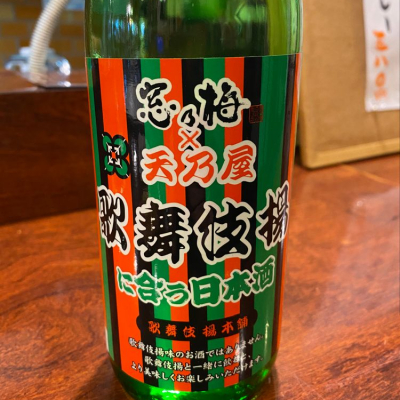 窓乃梅
×
天乃屋
歌舞伎揚
に合う日本酒
歌舞伎揚本舗
歌舞伎揚味のお酒ではありません。
歌舞伎揚と一緒に飲むと、
より美味しくお楽しみいただけます。